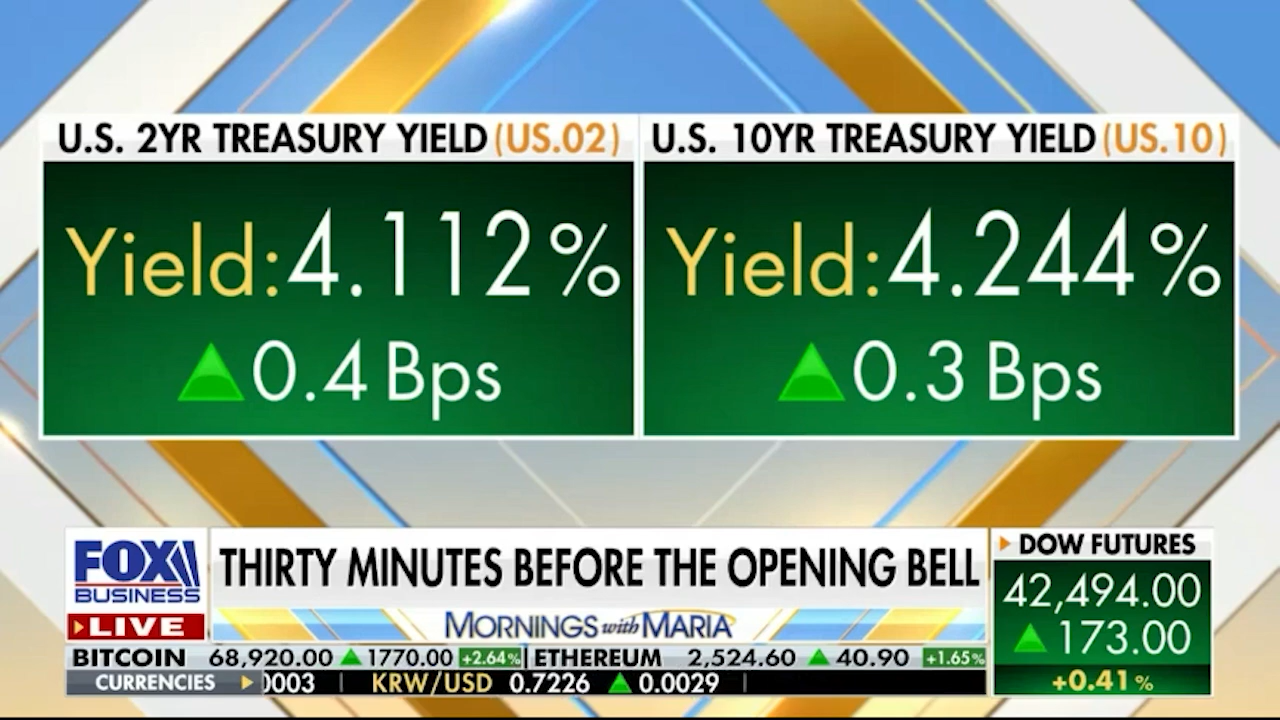 U.S. 2YR TREASURY YIELD (US.02)
Yield: 4.112%
0.4 Bps
U.S. 10YR TREASURY YIELD (US.10)
Yield: 4.244%
0.3 Bps
FOX
BUSINESS
LIVE
THIRTY MINUTES BEFORE THE OPENING BELL
MORNINGS with MARIA
DOW FUTURES
42,494.00
173.00
+0.41%
BITCOIN 68,920.00 1770.00 +2.64% ETHEREUM 2,524.60 40.90 +1.65%
CURRENCIES 0003 KRW/USD 0.7226 0.0029